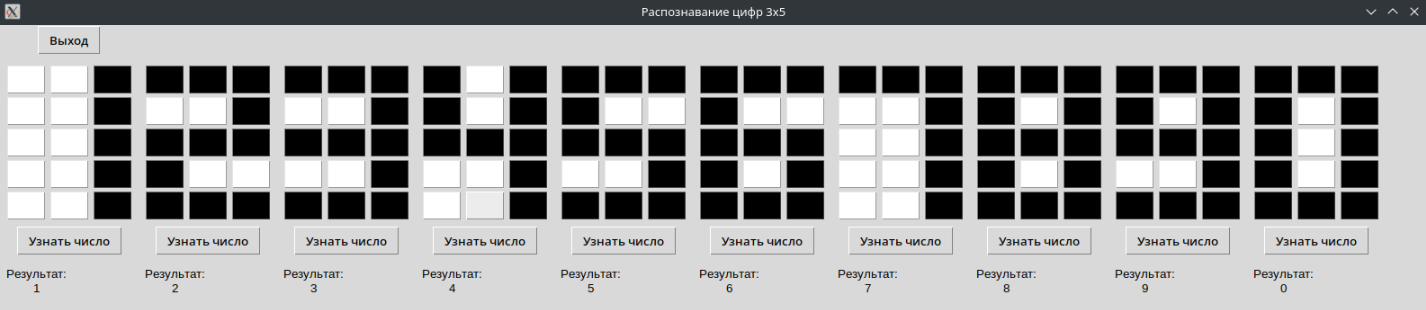 Распознавание цифр 3x5
Выход
Узнать число Узнать число Узнать число Узнать число Узнать число Узнать число Узнать число Узнать число Узнать число Узнать число
Результат: Результат: Результат: Результат: Результат: Результат: Результат: Результат: Результат: Результат:
1 2 3 4 5 6 7 8 9 0